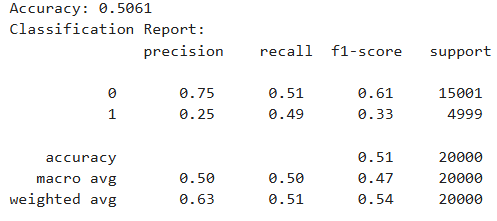 Accuracy: 0.5061
Classification Report:
precision recall f1-score support
0 0.75 0.51 0.61 15001
1 0.25 0.49 0.33 4999
accuracy 0.51 20000
macro avg 0.50 0.50 0.47 20000
weighted avg 0.63 0.51 0.54 20000